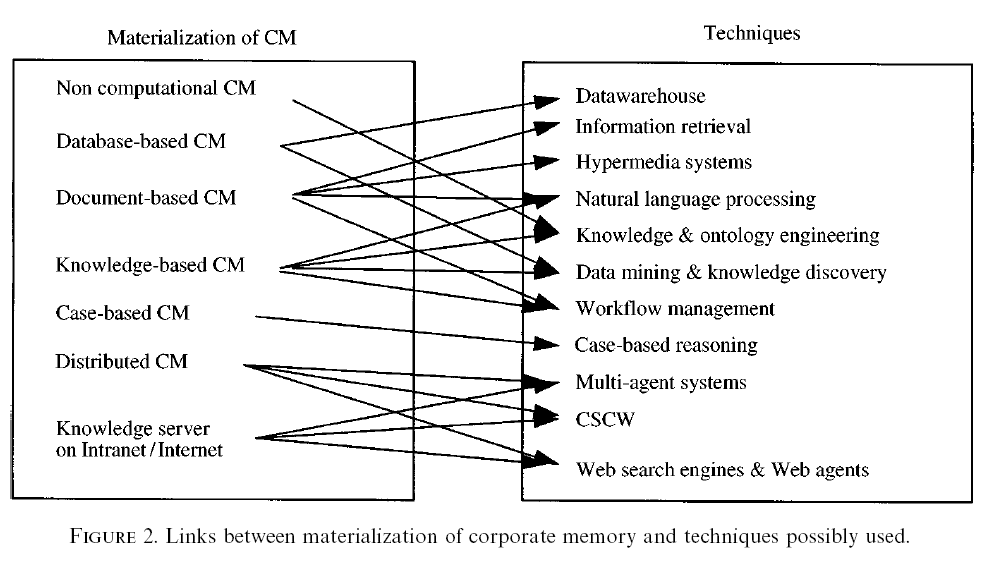 Materialization of CM
Techniques
Non computational CM
Database-based CM
Document-based CM
Knowledge-based CM
Case-based CM
Distributed CM
Knowledge server
on Intranet/Internet
Datawarehouse
Information retrieval
Hypermedia systems
Natural language processing
Knowledge & ontology engineering
Data mining & knowledge discovery
Workflow management
Case-based reasoning
Multi-agent systems
CSCW
Web search engines & Web agents
FIGURE 2. Links between materialization of corporate memory and techniques possibly used.